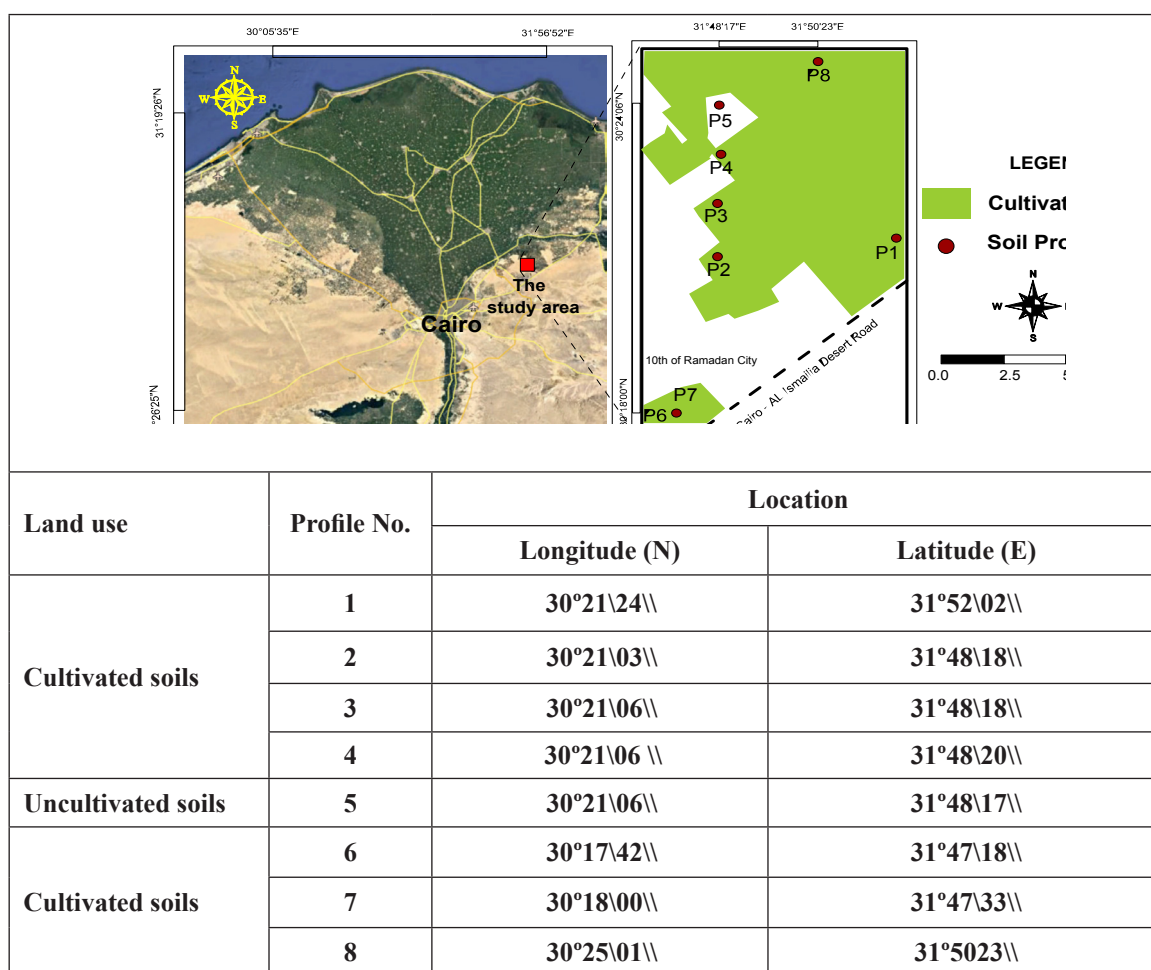 30°05'35"E 31°56'52"E
31°48'17"E 31°50'23"E
N
W E
S
31°19'26"N
30°24'06"N
P8
P5
P4
P3
P1
P2
LEGEN
Cultivat
Soil Pro
The
study area
Cairo
N
W
S
0.0 2.5
10th of Ramadan City
Cairo - AL Ismailia Desert Road
P7
P6
26'25"N
18'00"N
Land use Profile No. Location
Longitude (N) Latitude (E)
Cultivated soils
1 30º21\24\\ 31º52\02\\
2 30º21\03\\ 31º48\18\\
3 30º21\06\\ 31º48\18\\
4 30º21\06 \\ 31º48\20\\
Uncultivated soils 5 30º21\06\\ 31º48\17\\
Cultivated soils
6 30º17\42\\ 31º47\18\\
7 30º18\00\\ 31º47\33\\
8 30º25\01\\ 31º5023\\